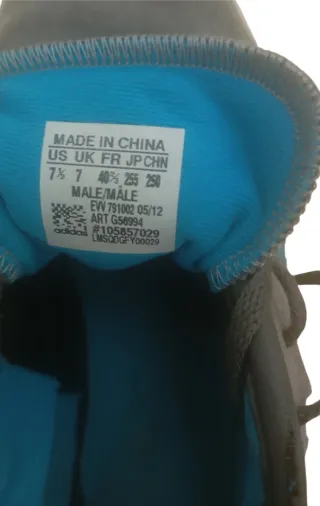 MADE IN CHINA
US UK FR JP CHN
7½ 7 40⅔ 255 250
MALE/MÂLE
EVV 791002 05/12
ART G56994
#105857029
adidas LMSQDGFY00029